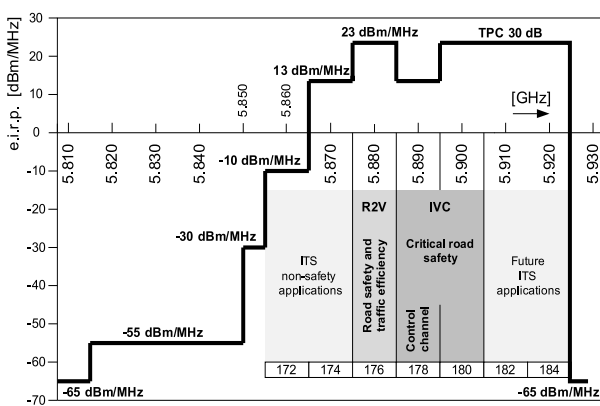 e.i.r.p. [dBm/MHz]
30
20
10
0
-10
-20
-30
-40
-50
-60
-70
23 dBm/MHz
TPC 30 dB
13 dBm/MHz
[GHz]
-10 dBm/MHz
-30 dBm/MHz
-55 dBm/MHz
-65 dBm/MHz
-65 dBm/MHz
5.810
5.820
5.830
5.840
5.850
5.860
5.870
5.880
5.890
5.900
5.910
5.920
5.930
ITS
non-safety
applications
R2V
Road safety and
traffic efficiency
IVC
Critical road
safety
Control
channel
Future
ITS
applications
172
174
176
178
180
182
184